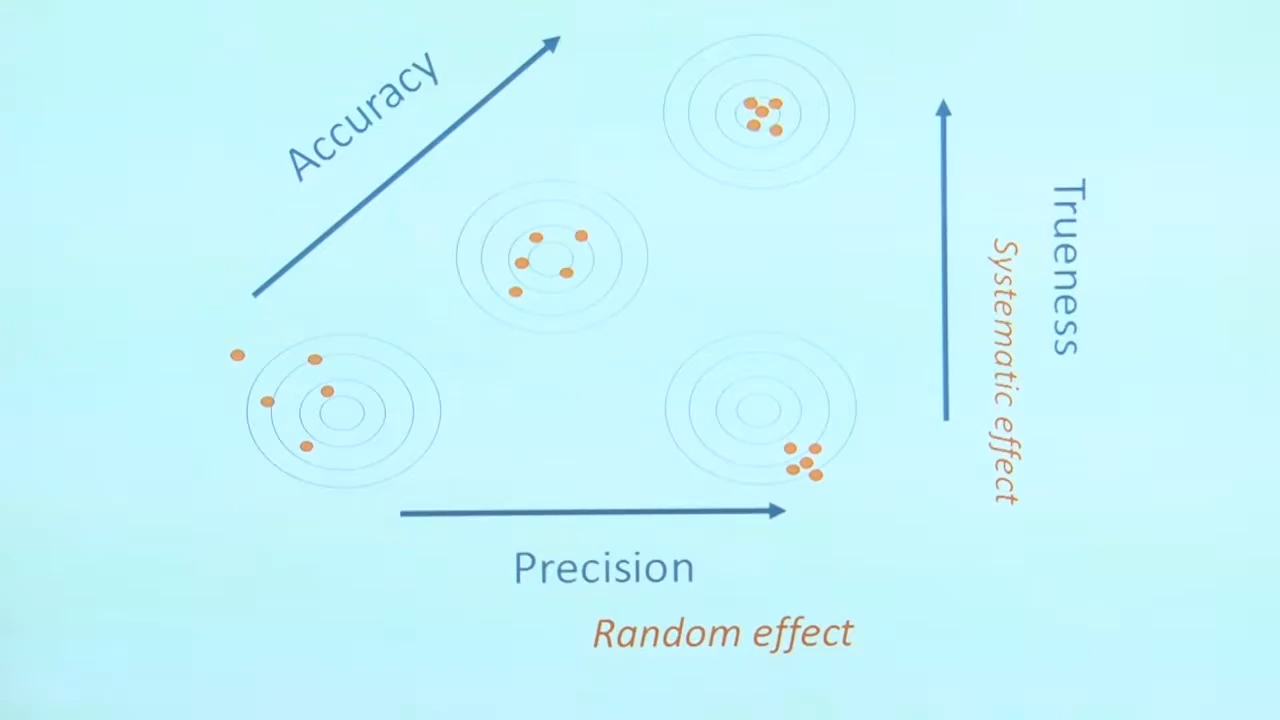 Accuracy
Trueness
Systematic effect
Precision
Random effect